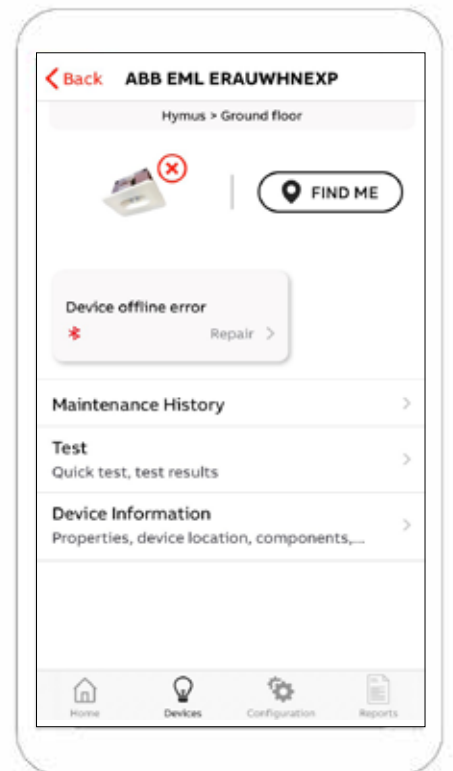 Back ABB EML ERAUWHNEXP
Hymus > Ground floor
FIND ME
Device offline error
Repair >
Maintenance History >
Test
Quick test, test results >
Device Information
Properties, device location, components,... >
Home Devices Configuration Reports